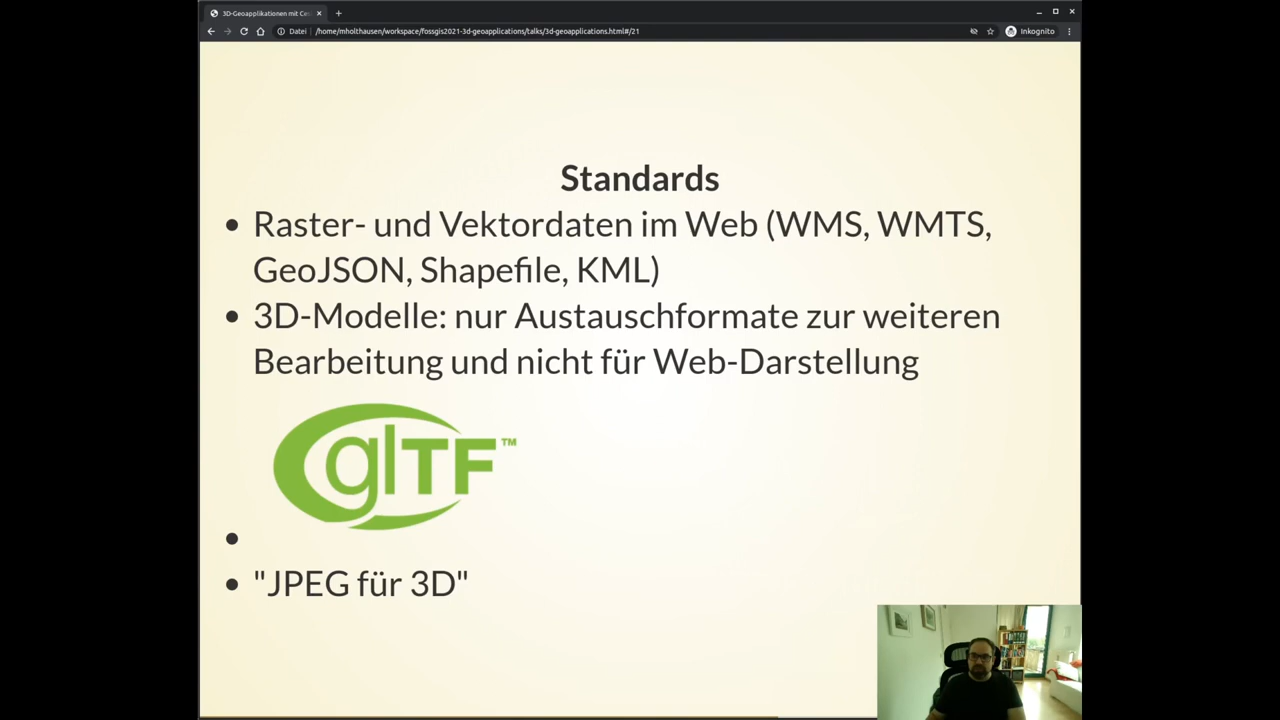 3D-Geoapplikationen mit Ces
Datei
/home/mholthausen/workspace/fossgis2021-3d-geoapplications/talks/3d-geoapplications.html#/21
Inkognito
Standards
• Raster- und Vektordaten im Web (WMS, WMTS,
GeoJSON, Shapefile, KML)
• 3D-Modelle: nur Austauschformate zur weiteren
Bearbeitung und nicht für Web-Darstellung
glTF™
• "JPEG für 3D"